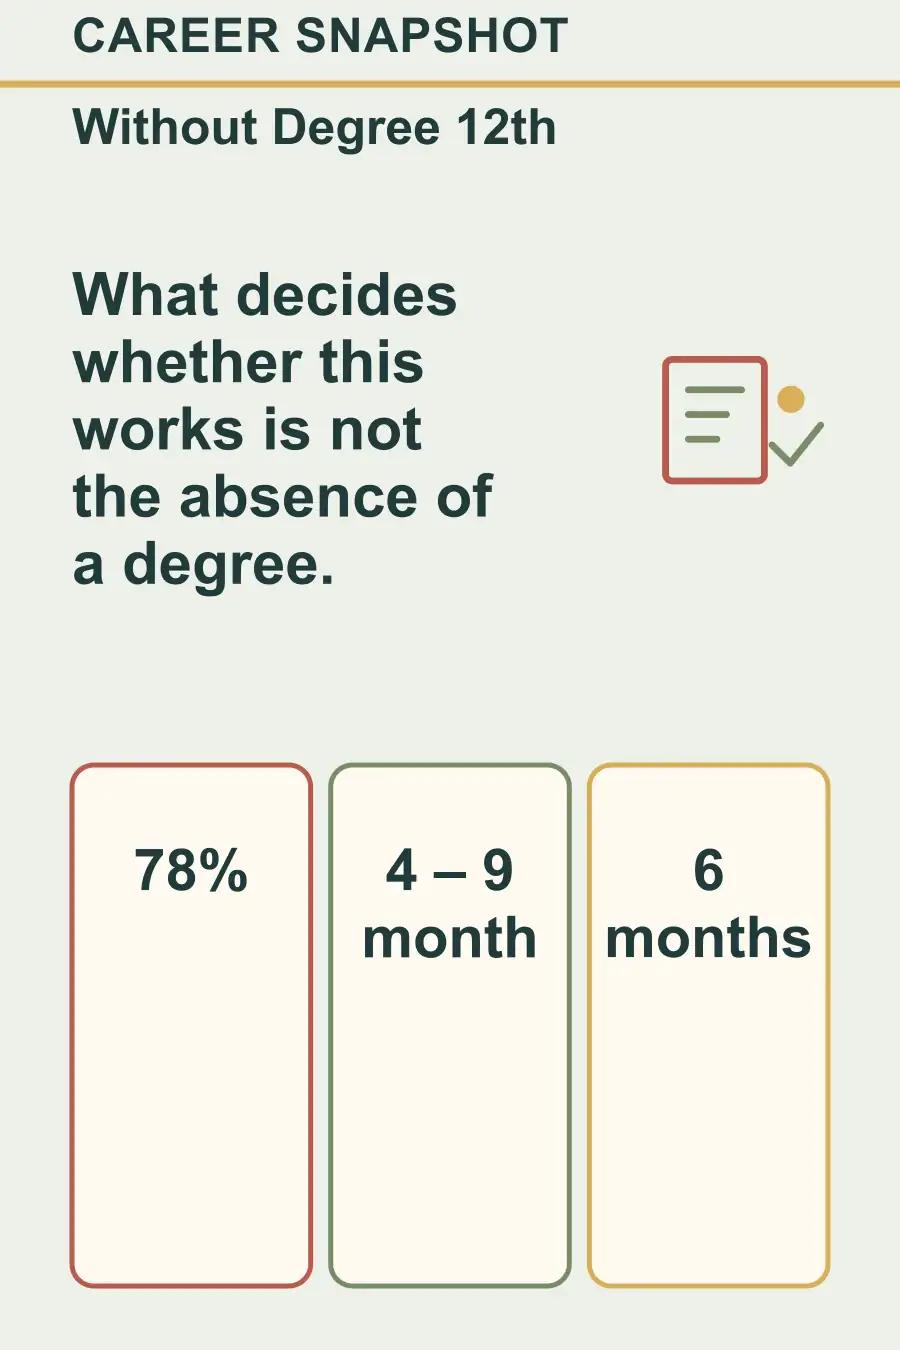 CAREER SNAPSHOT
Without Degree 12th
What decides
whether this
works is not
the absence of
a degree.
78%
4 – 9
month
6
months